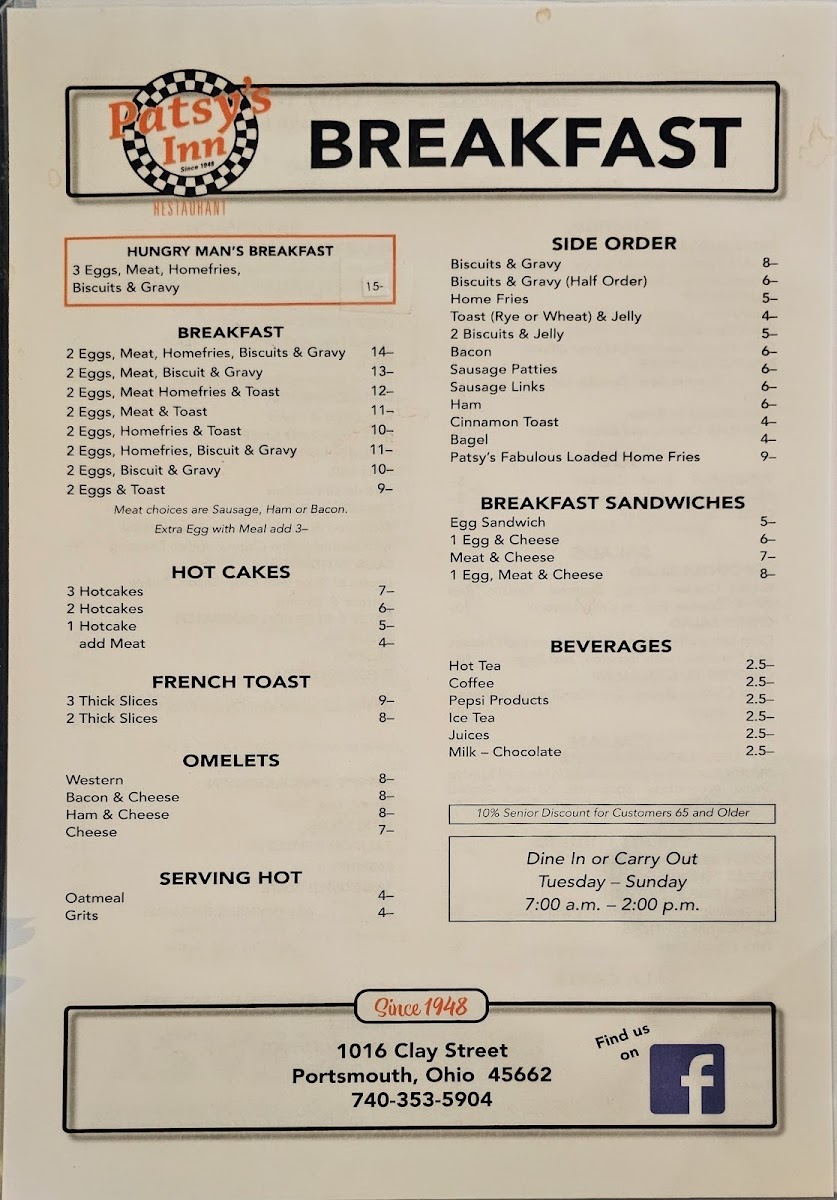 Patsy's
Inn
Since 1948
RESTAURANT
BREAKFAST
HUNGRY MAN'S BREAKFAST
3 Eggs, Meat, Homefries,
Biscuits & Gravy 15-
BREAKFAST
2 Eggs, Meat, Homefries, Biscuits & Gravy 14–
2 Eggs, Meat, Biscuit & Gravy 13–
2 Eggs, Meat Homefries & Toast 12–
2 Eggs, Meat & Toast 11–
2 Eggs, Homefries & Toast 10–
2 Eggs, Homefries, Biscuit & Gravy 11–
2 Eggs, Biscuit & Gravy 10–
2 Eggs & Toast 9–
Meat choices are Sausage, Ham or Bacon.
Extra Egg with Meal add 3–
HOT CAKES
3 Hotcakes 7–
2 Hotcakes 6–
1 Hotcake 5–
add Meat 4–
FRENCH TOAST
3 Thick Slices 9–
2 Thick Slices 8–
OMELETS
Western 8–
Bacon & Cheese 8–
Ham & Cheese 8–
Cheese 7–
SERVING HOT
Oatmeal 4–
Grits 4–
SIDE ORDER
Biscuits & Gravy 8–
Biscuits & Gravy (Half Order) 6–
Home Fries 5–
Toast (Rye or Wheat) & Jelly 4–
2 Biscuits & Jelly 5–
Bacon 6–
Sausage Patties 6–
Sausage Links 6–
Ham 6–
Cinnamon Toast 4–
Bagel 4–
Patsy's Fabulous Loaded Home Fries 9–
BREAKFAST SANDWICHES
Egg Sandwich 5–
1 Egg & Cheese 6–
Meat & Cheese 7–
1 Egg, Meat & Cheese 8–
BEVERAGES
Hot Tea 2.5–
Coffee 2.5–
Pepsi Products 2.5–
Ice Tea 2.5–
Juices 2.5–
Milk – Chocolate 2.5–
10% Senior Discount for Customers 65 and Older
Dine In or Carry Out
Tuesday – Sunday
7:00 a.m. – 2:00 p.m.
Since 1948
1016 Clay Street
Portsmouth, Ohio 45662
740-353-5904
Find us
on
f